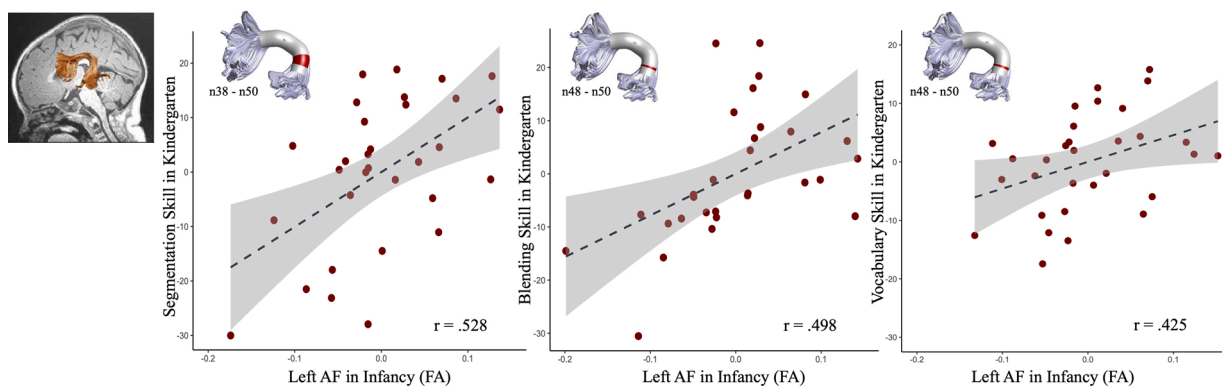 Segmentation Skill in Kindergarten
20
10
0
-10
-20
-30
n38 - n50
r = .528
-0.2
-0.1
0.0
0.1
Left AF in Infancy (FA)
Blending Skill in Kindergarten
20
10
0
-10
-20
-30
n48 - n50
r = .498
-0.2
-0.1
0.0
0.1
Left AF in Infancy (FA)
Vocabulary Skill in Kindergarten
20
10
0
-10
-20
-30
n48 - n50
r = .425
-0.2
-0.1
0.0
0.1
Left AF in Infancy (FA)